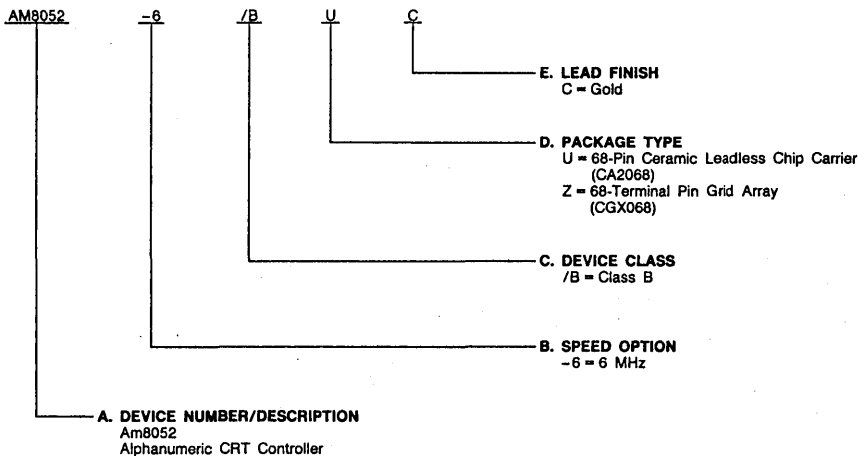 AM8052 -6 /B U C
E. LEAD FINISH
C = Gold
D. PACKAGE TYPE
U = 68-Pin Ceramic Leadless Chip Carrier
(CA2068)
Z = 68-Terminal Pin Grid Array
(CGX068)
C. DEVICE CLASS
/B = Class B
B. SPEED OPTION
-6 = 6 MHz
A. DEVICE NUMBER/DESCRIPTION
Am8052
Alphanumeric CRT Controller